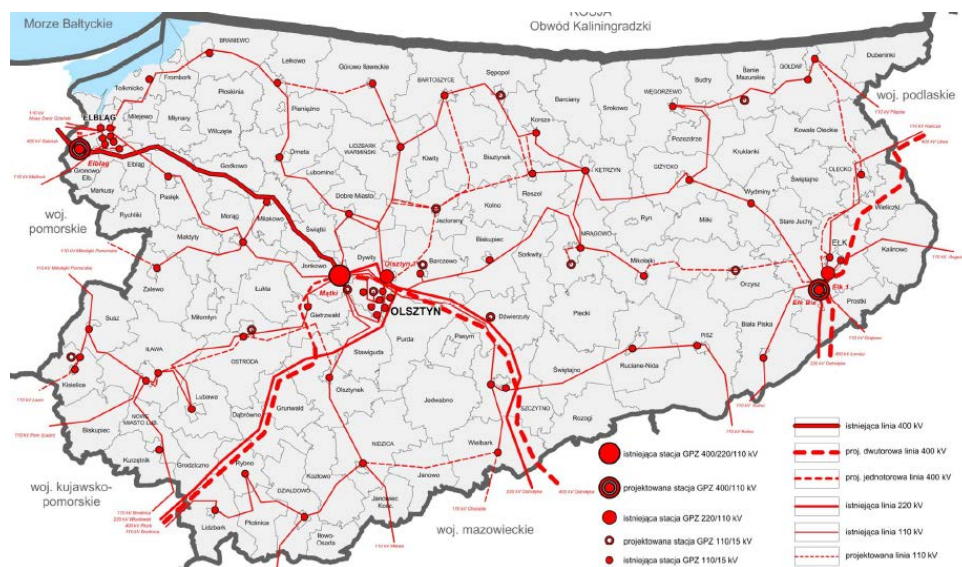 ROSJA
Obwód Kaliningradzki
Morze Bałtyckie
woj. podlaskie
woj. pomorskie
woj. kujawsko-
pomorskie
woj. mazowieckie
BRANIEWO
Lelkowo
Górowo Iławeckie
Frombork
Tolkmicko
Płoskinia
Pieniężno
BARTOSZYCE
Sępopol
Barciany
Srokowo
WĘGORZEWO
Budry
Banie
Mazurskie
GOŁDAP
Dubeninki
ELBLĄG
Milejewo
Młynary
Wilczęta
Orneta
LIDZBARK
WARMIŃSKI
Lubomino
Kiwity
Bisztynek
Korsze
Reszel
KĘTRZYN
Pozezdrze
Kruklanki
GIŻYCKO
Kowale Oleckie
Świętajno
OLECKO
Wieliczki
Wydminy
Stare Juchy
Elbląg
Gronowo
Elb.
Elbląg
Markusy
Pasłęk
Godkowo
Rychliki
Morąg
Miłakowo
Małdyty
Świątki
Dobre Miasto
Jeziorany
Kolno
Biskupiec
Sorkwity
MRĄGOWO
Mikołajki
Ryn
Miłki
Orzysz
EŁK
Ełk 1
Kalinowo
Prostki
Biała Piska
Zalewo
Łukta
Jonkowo
Mątki
Dywity
Olsztyn 1
Barczewo
OLSZTYN
Gietrzwałd
Stawiguda
Purda
Pasym
Dźwierzuty
Piecki
PISZ
Ruciane-Nida
Świętajno
Susz
IŁAWA
Miłomłyn
OSTRÓDA
Kisielice
Lubawa
Biskupiec
NOWE
MIASTO LUB.
Kurzętnik
Grodziczno
Dąbrówno
Grunwald
Olsztynek
Jedwabno
SZCZYTNO
Rozogi
Wielbark
NIDZICA
Kozłowo
Janowo
Janowiec
Kośc.
Rybno
DZIAŁDOWO
Płośnica
Lidzbark
Iłowo-
Osada
istniejąca stacja GPZ 400/220/110 kV
projektowana stacja GPZ 400/110 kV
istniejąca stacja GPZ 220/110 kV
projektowana stacja GPZ 110/15 kV
istniejąca stacja GPZ 110/15 kV
istniejąca linia 400 kV
proj. dwutorowa linia 400 kV
proj. jednotorowa linia 400 kV
istniejąca linia 220 kV
istniejąca linia 110 kV
projektowana linia 110 kV